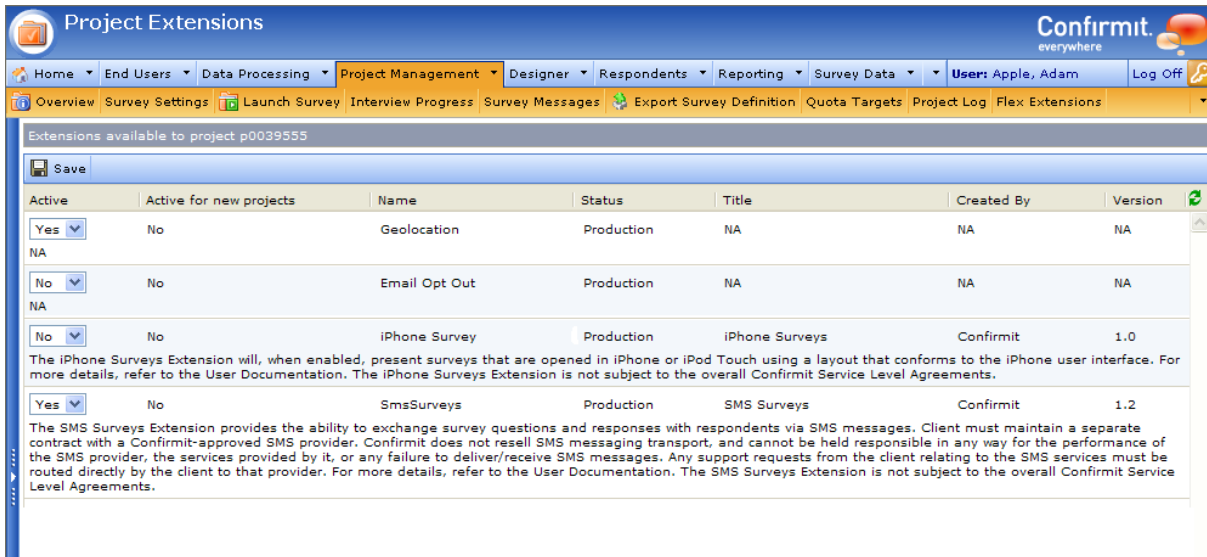 Project Extensions
Confirmit.
everywhere
Home End Users Data Processing Project Management Designer Respondents Reporting Survey Data User: Apple, Adam Log Off
Overview Survey Settings Launch Survey Interview Progress Survey Messages Export Survey Definition Quota Targets Project Log Flex Extensions
Extensions available to project p0039555
Save
Active Active for new projects Name Status Title Created By Version
Yes No Geolocation Production NA NA NA
NA
No No Email Opt Out Production NA NA NA
NA
No No iPhone Survey Production iPhone Surveys Confirmit 1.0
The iPhone Surveys Extension will, when enabled, present surveys that are opened in iPhone or iPod Touch using a layout that conforms to the iPhone user interface. For
more details, refer to the User Documentation. The iPhone Surveys Extension is not subject to the overall Confirmit Service Level Agreements.
Yes No SmsSurveys Production SMS Surveys Confirmit 1.2
The SMS Surveys Extension provides the ability to exchange survey questions and responses with respondents via SMS messages. Client must maintain a separate
contract with a Confirmit-approved SMS provider. Confirmit does not resell SMS messaging transport, and cannot be held responsible in any way for the performance of
the SMS provider, the services provided by it, or any failure to deliver/receive SMS messages. Any support requests from the client relating to the SMS services must be
routed directly by the client to that provider. For more details, refer to the User Documentation. The SMS Surveys Extension is not subject to the overall Confirmit Service
Level Agreements.